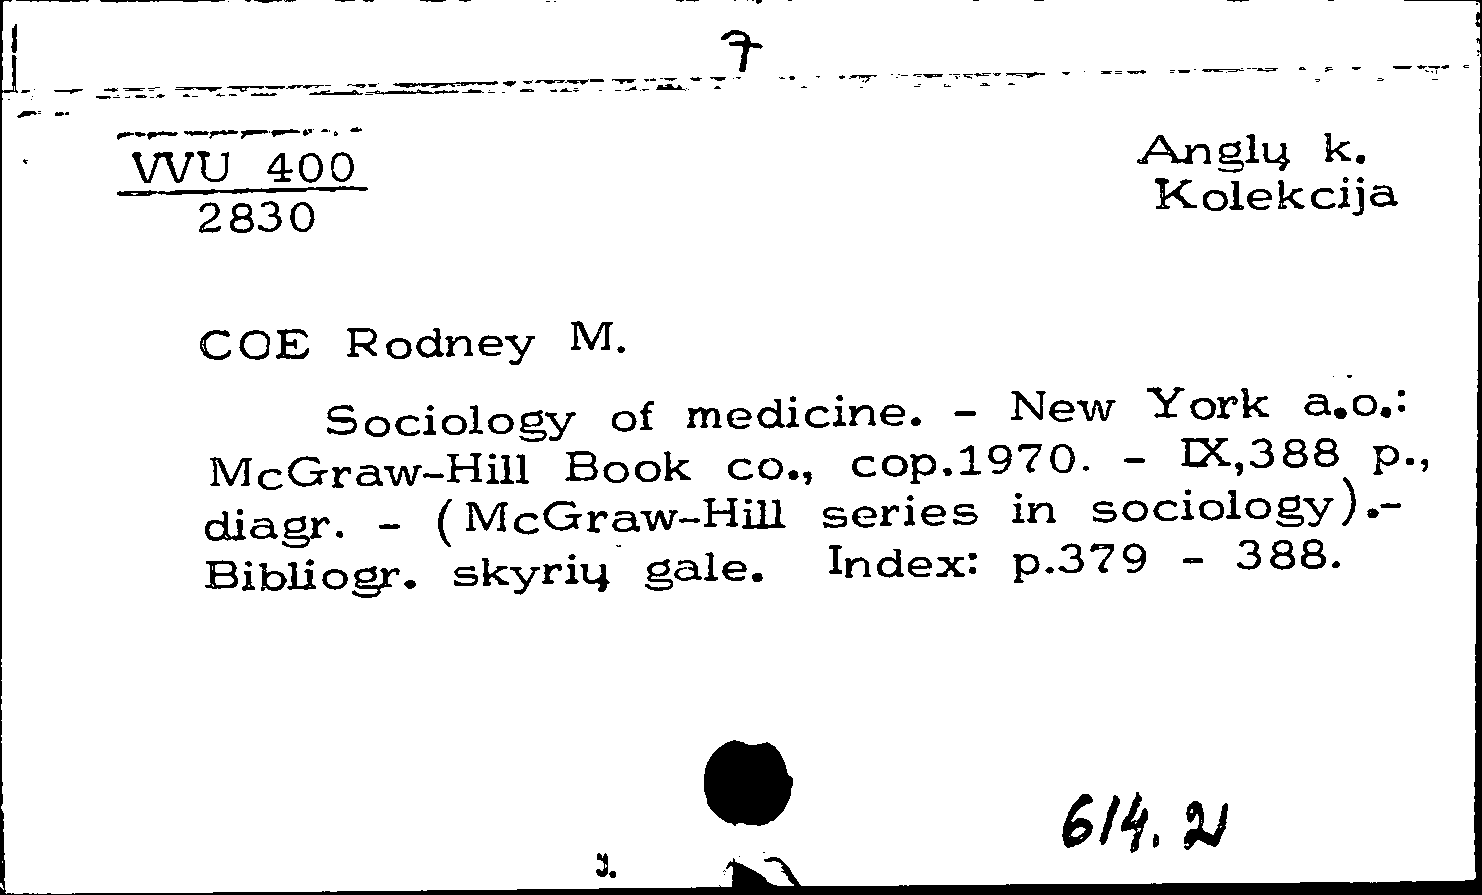 7
VVU 400
2830
Anglų k.
Kolekcija
COE Rodney M.
Sociology of medicine. - New York a.o.:
McGraw-Hill Book co., cop.1970. - IX,388 p.,
diagr. - (McGraw-Hill series in sociology).-
Bibliogr. skyrių gale. Index: p.379 - 388.
614.2